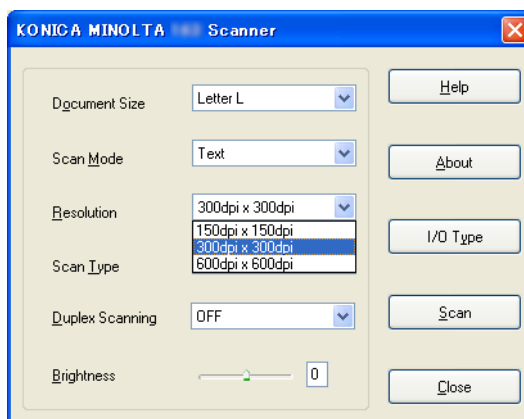 KONICA MINOLTA Scanner
Document Size
Letter L
Help
Scan Mode
Text
About
Resolution
300dpi x 300dpi
150dpi x 150dpi
300dpi x 300dpi
600dpi x 600dpi
I/O Type
Scan Type
Duplex Scanning
OFF
Scan
Brightness
0
Close